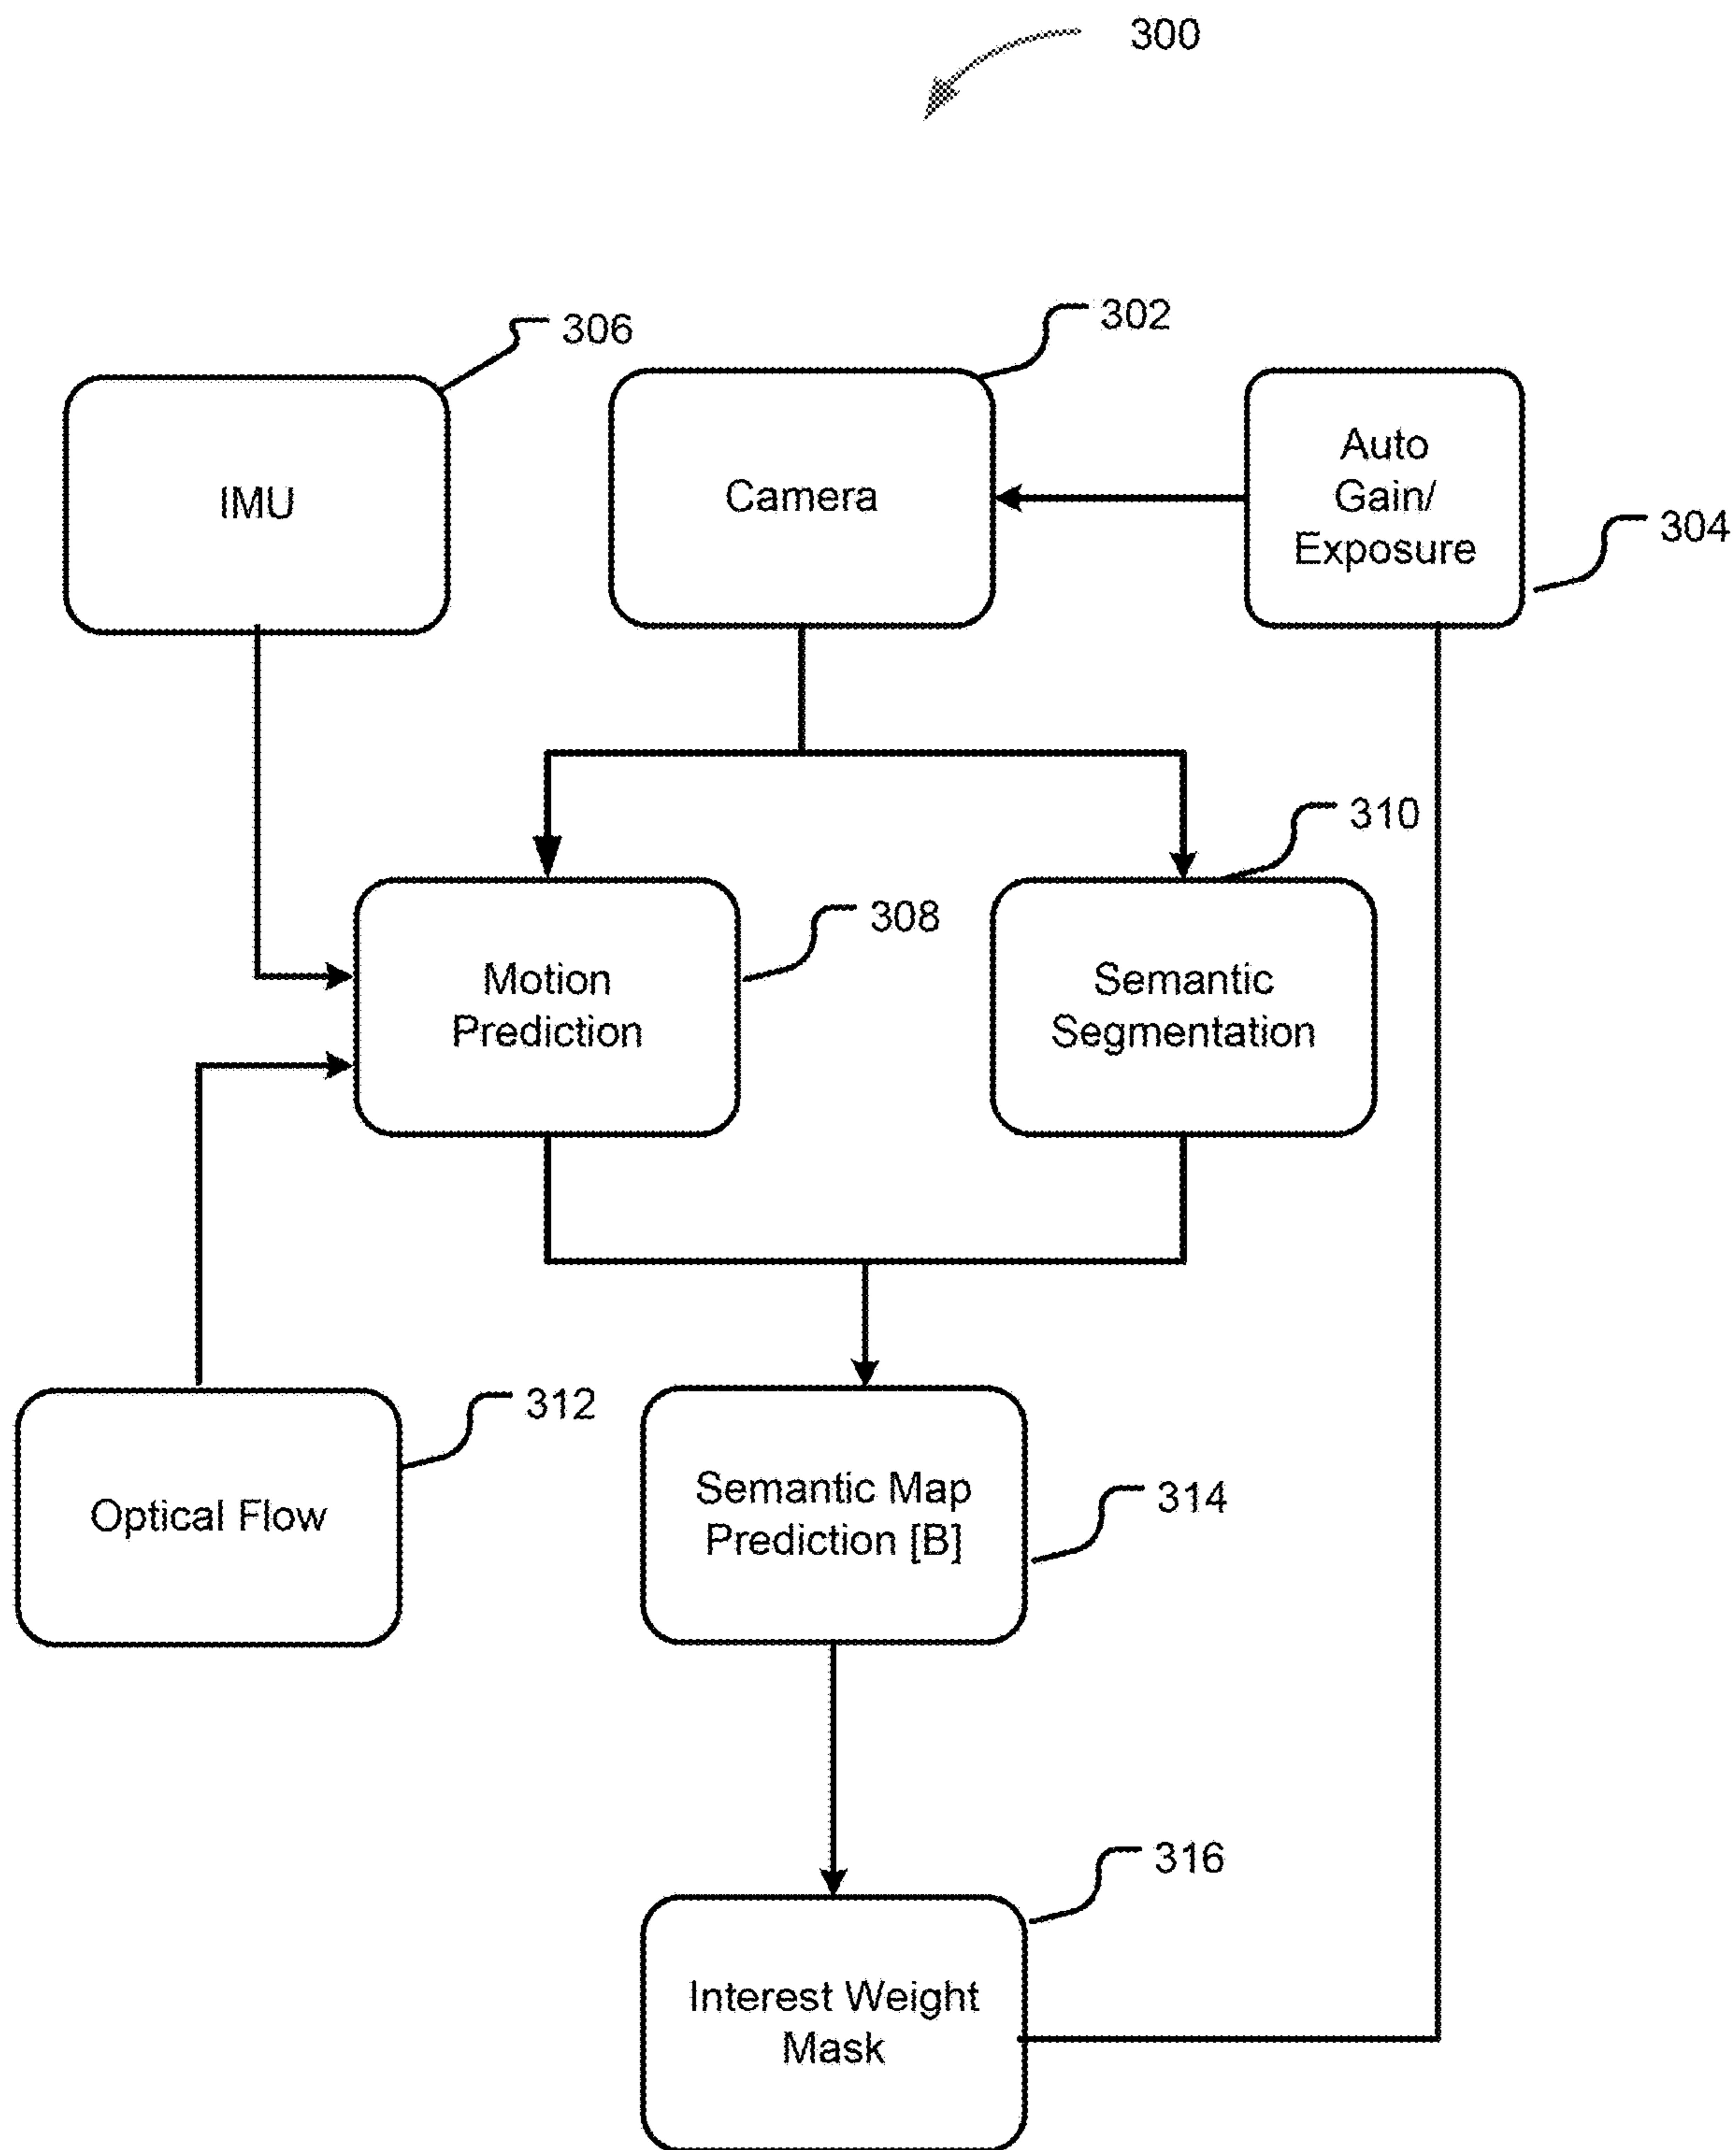 300
306
302
IMU
Camera
Auto
Gain/
Exposure
304
310
308
Motion
Prediction
Semantic
Segmentation
312
Optical Flow
Semantic Map
Prediction [B]
314
316
Interest Weight
Mask